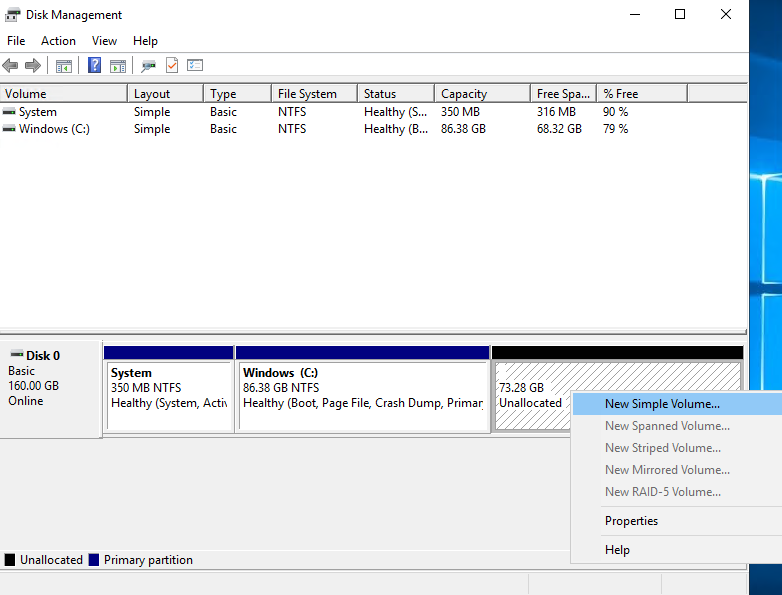 Disk Management
File Action View Help
Volume Layout Type File System Status Capacity Free Spa... % Free
System Simple Basic NTFS Healthy (S... 350 MB 316 MB 90 %
Windows (C:) Simple Basic NTFS Healthy (B... 86.38 GB 68.32 GB 79 %
Disk 0
Basic
160.00 GB
Online
System
350 MB NTFS
Healthy (System, Activ
Windows (C:)
86.38 GB NTFS
Healthy (Boot, Page File, Crash Dump, Primar
73.28 GB
Unallocated
New Simple Volume...
New Spanned Volume...
New Striped Volume...
New Mirrored Volume...
New RAID-5 Volume...
Properties
Help
Unallocated Primary partition